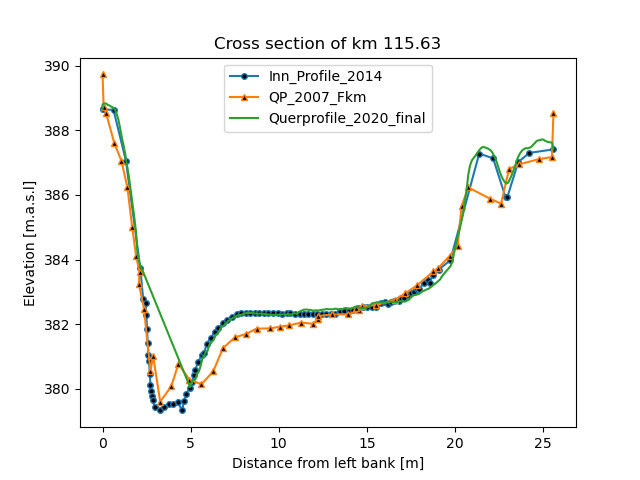 Cross section of km 115.63
Inn_Profile_2014
QP_2007_Fkm
Querprofile_2020_final
Elevation [m.a.s.l]
390
388
386
384
382
380
0 5 10 15 20 25
Distance from left bank [m]